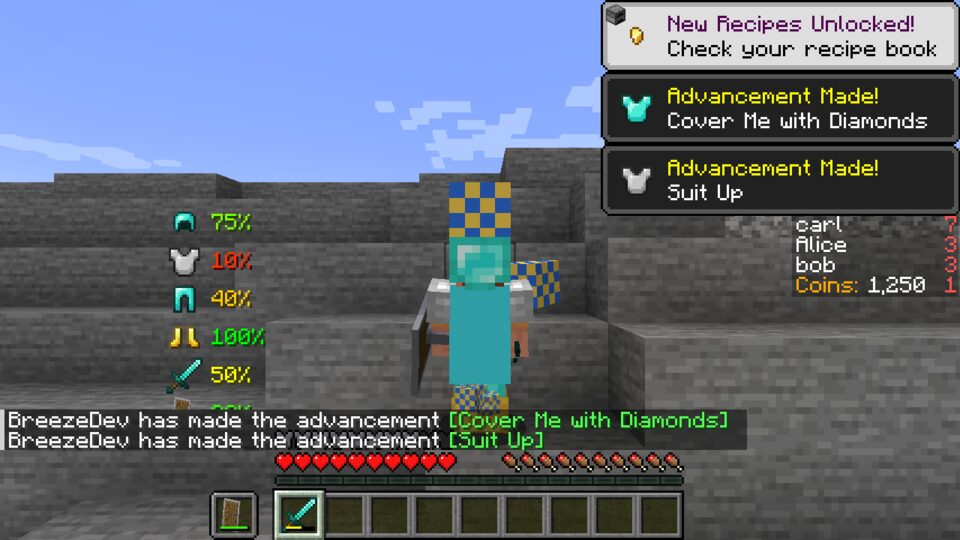 New Recipes Unlocked!
Check your recipe book
Advancement Made!
Cover Me with Diamonds
Advancement Made!
Suit Up
carl 7
Alice 3
bob 3
Coins: 1,250 1
75%
10%
40%
100%
50%
BreezeDev has made the advancement [Cover Me with Diamonds]
BreezeDev has made the advancement [Suit Up]